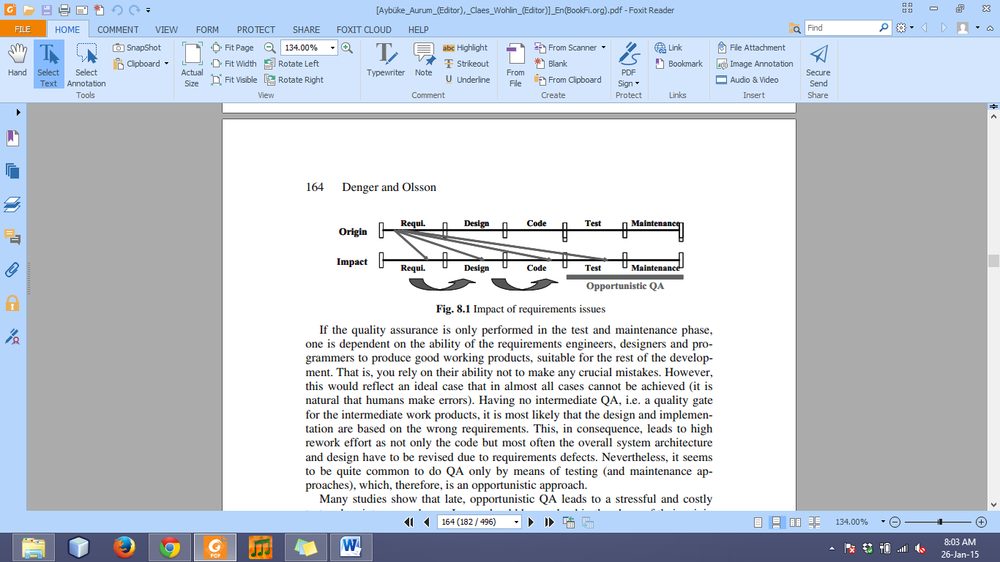 [Aybüke_Aurum_(Editor),_Claes_Wohlin_(Editor)]_En(BookFi.org).pdf - Foxit Reader
FILE HOME COMMENT VIEW FORM PROTECT SHARE FOXIT CLOUD HELP Find
Hand
Select
Text
Select
Annotation
SnapShot
Clipboard
Tools
Actual
Size
Fit Page
Fit Width
Fit Visible
134.00%
Rotate Left
Rotate Right
View
Typewriter
Note
abc Highlight
T Strikeout
U Underline
Comment
From
File
From Scanner
Blank
From Clipboard
Create
PDF
Sign
Protect
Link
Bookmark
Links
File Attachment
Image Annotation
Audio & Video
Insert
Secure
Send
Share
164 Denger and Olsson
Requi. Design Code Test Maintenance
Origin
Impact
Requi. Design Code Test Maintenance
Opportunistic QA
Fig. 8.1 Impact of requirements issues
If the quality assurance is only performed in the test and maintenance phase,
one is dependent on the ability of the requirements engineers, designers and pro-
grammers to produce good working products, suitable for the rest of the develop-
ment. That is, you rely on their ability not to make any crucial mistakes. However,
this would reflect an ideal case that in almost all cases cannot be achieved (it is
natural that humans make errors). Having no intermediate QA, i.e. a quality gate
for the intermediate work products, it is most likely that the design and implemen-
tation are based on the wrong requirements. This, in consequence, leads to high
rework effort as not only the code but most often the overall system architecture
and design have to be revised due to requirements defects. Nevertheless, it seems
to be quite common to do QA only by means of testing (and maintenance ap-
proaches), which, therefore, is an opportunistic approach.
Many studies show that late, opportunistic QA leads to a stressful and costly
164 (182 / 496)
134.00%
PDF
8:03 AM
26-Jan-15